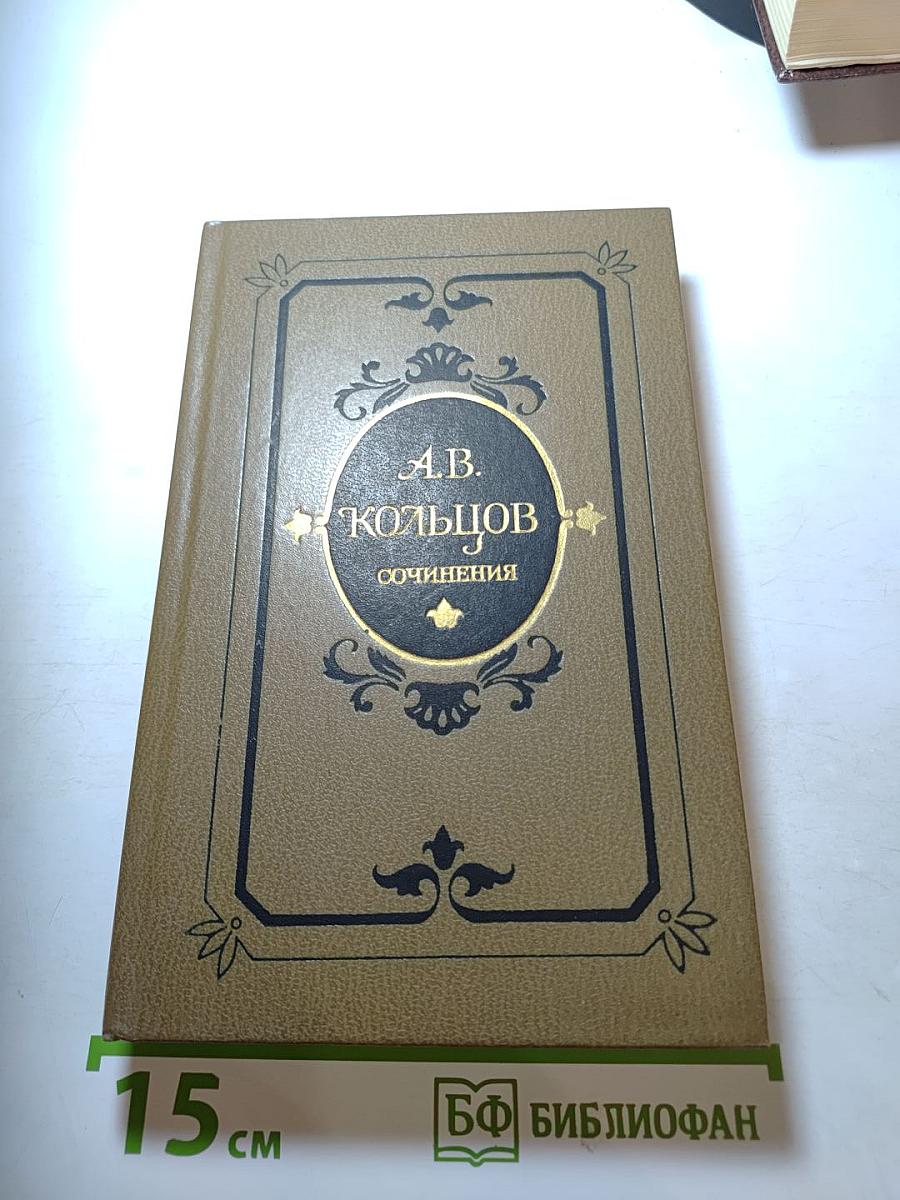 А.В.
КОЛЬЦОВ
СОЧИНЕНИЯ
15 см
БФ БИБЛИОФАН